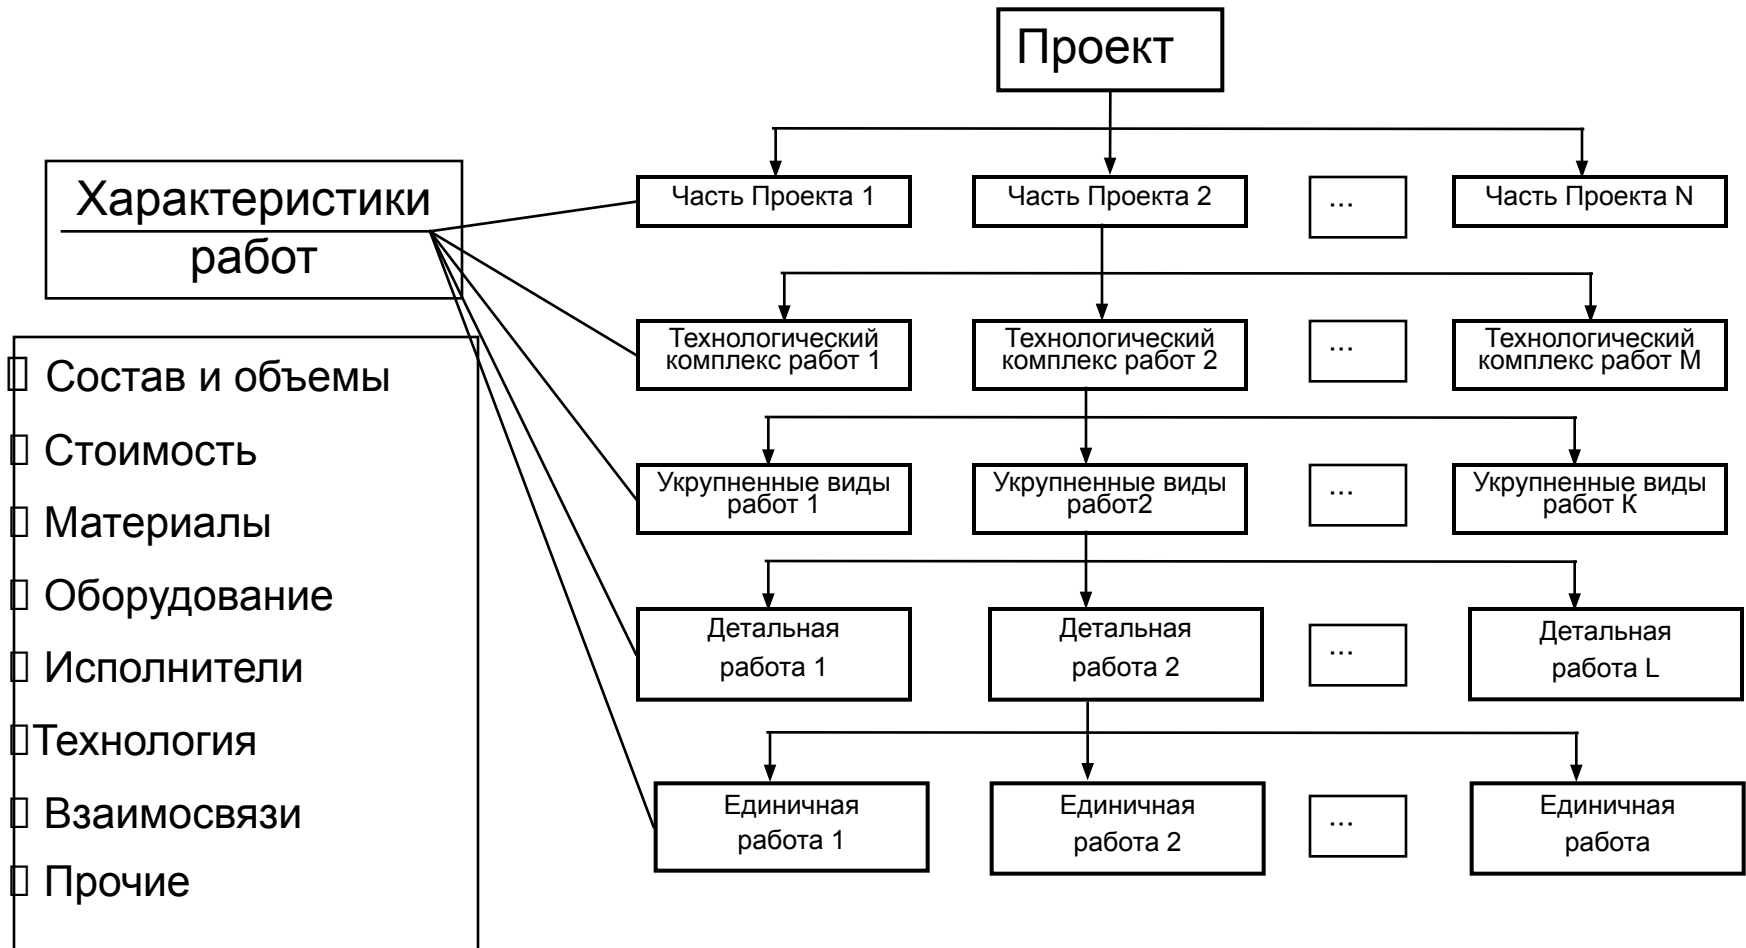 Проект
Характеристики
работ
Часть Проекта 1
Часть Проекта 2
...
Часть Проекта N
Технологический
комплекс работ 1
Технологический
комплекс работ 2
...
Технологический
комплекс работ М
Укрупненные виды
работ 1
Укрупненные виды
работ2
...
Укрупненные виды
работ К
Детальная
работа 1
Детальная
работа 2
...
Детальная
работа L
Единичная
работа 1
Единичная
работа 2
...
Единичная
работа
Состав и объемы
Стоимость
Материалы
Оборудование
Исполнители
Технология
Взаимосвязи
Прочие